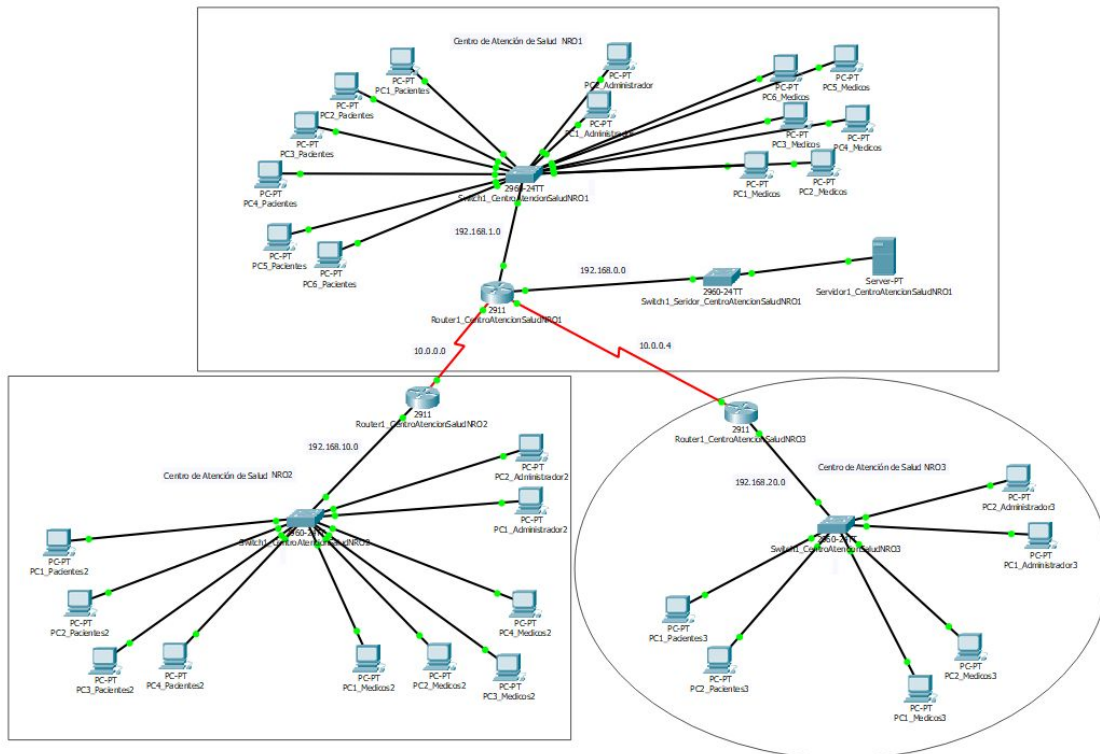 Centro de Atención de Salud NRO1
PC-PT
PC1_Pacientes
PC-PT
PC2_Administrador
PC-PT
PC6_Medicos
PC-PT
PC5_Medicos
PC-PT
PC2_Pacientes
PC-PT
PC1_Administrador
PC-PT
PC3_Medicos
PC-PT
PC4_Medicos
PC-PT
PC3_Pacientes
PC-PT
PC4_Pacientes
2960-24TT
Switch1_CentroAtencionSaludNRO1
PC-PT
PC1_Medicos
PC-PT
PC2_Medicos
PC-PT
PC5_Pacientes
PC-PT
PC6_Pacientes
192.168.1.0
192.168.0.0
2960-24TT
Switch1_Seridor_CentroAtencionSaludNRO1
Server-PT
Servidor1_CentroAtencionSaludNRO1
2911
Router1_CentroAtencionSaludNRO1
10.0.0.0
10.0.0.4
2911
Router1_CentroAtencionSaludNRO2
192.168.10.0
Centro de Atención de Salud NRO2
PC-PT
PC2_Administrador2
PC-PT
PC1_Administrador2
2960-24TT
Switch1_CentroAtencionSaludNRO2
PC-PT
PC1_Pacientes2
PC-PT
PC2_Pacientes2
PC-PT
PC3_Pacientes2
PC-PT
PC4_Pacientes2
PC-PT
PC1_Medicos2
PC-PT
PC2_Medicos2
PC-PT
PC3_Medicos2
PC-PT
PC4_Medicos2
2911
Router1_CentroAtencionSaludNRO3
Centro de Atención de Salud NRO3
192.168.20.0
PC-PT
PC2_Administrador3
2960-24TT
Switch1_CentroAtencionSaludNRO3
PC-PT
PC1_Administrador3
PC-PT
PC1_Pacientes3
PC-PT
PC2_Pacientes3
PC-PT
PC2_Medicos3
PC-PT
PC1_Medicos3